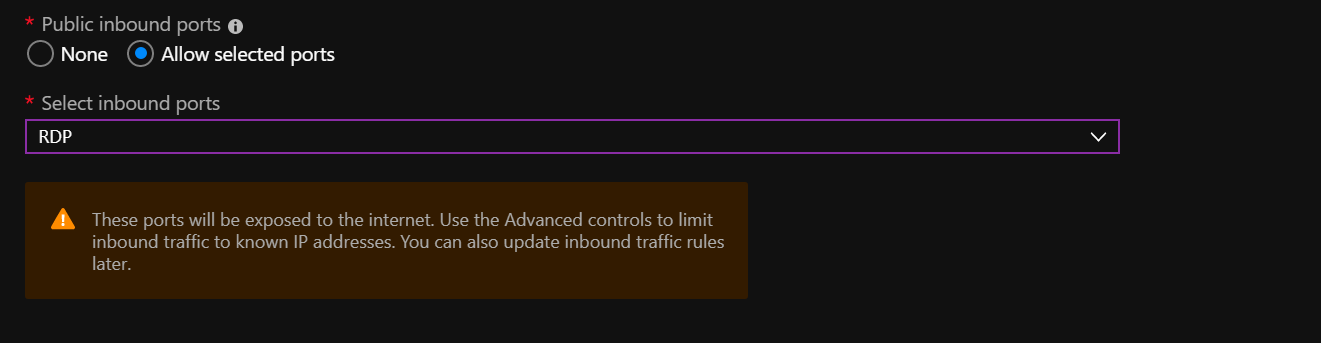 * Public inbound ports
None Allow selected ports
* Select inbound ports
RDP
These ports will be exposed to the internet. Use the Advanced controls to limit
inbound traffic to known IP addresses. You can also update inbound traffic rules
later.